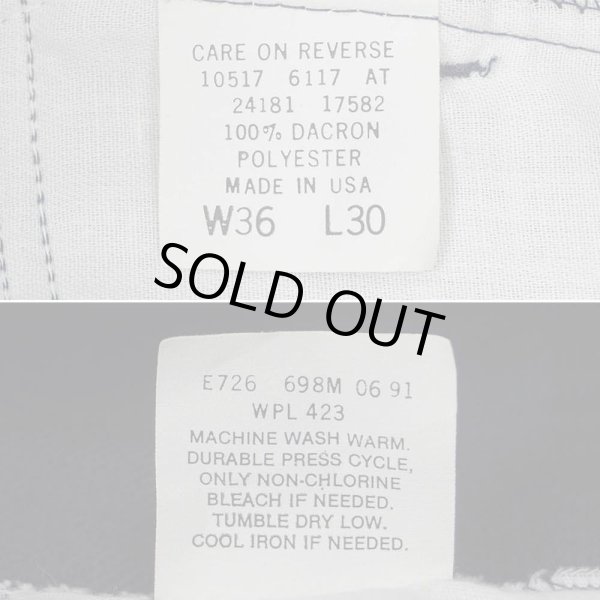 CARE ON REVERSE
10517 6117 AT
24181 17582
100% DACRON
POLYESTER
MADE IN USA
W36 L30
SOLD OUT
E726 698M 06 91
WPL 423
MACHINE WASH WARM.
DURABLE PRESS CYCLE,
ONLY NON-CHLORINE
BLEACH IF NEEDED.
TUMBLE DRY LOW.
COOL IRON IF NEEDED.